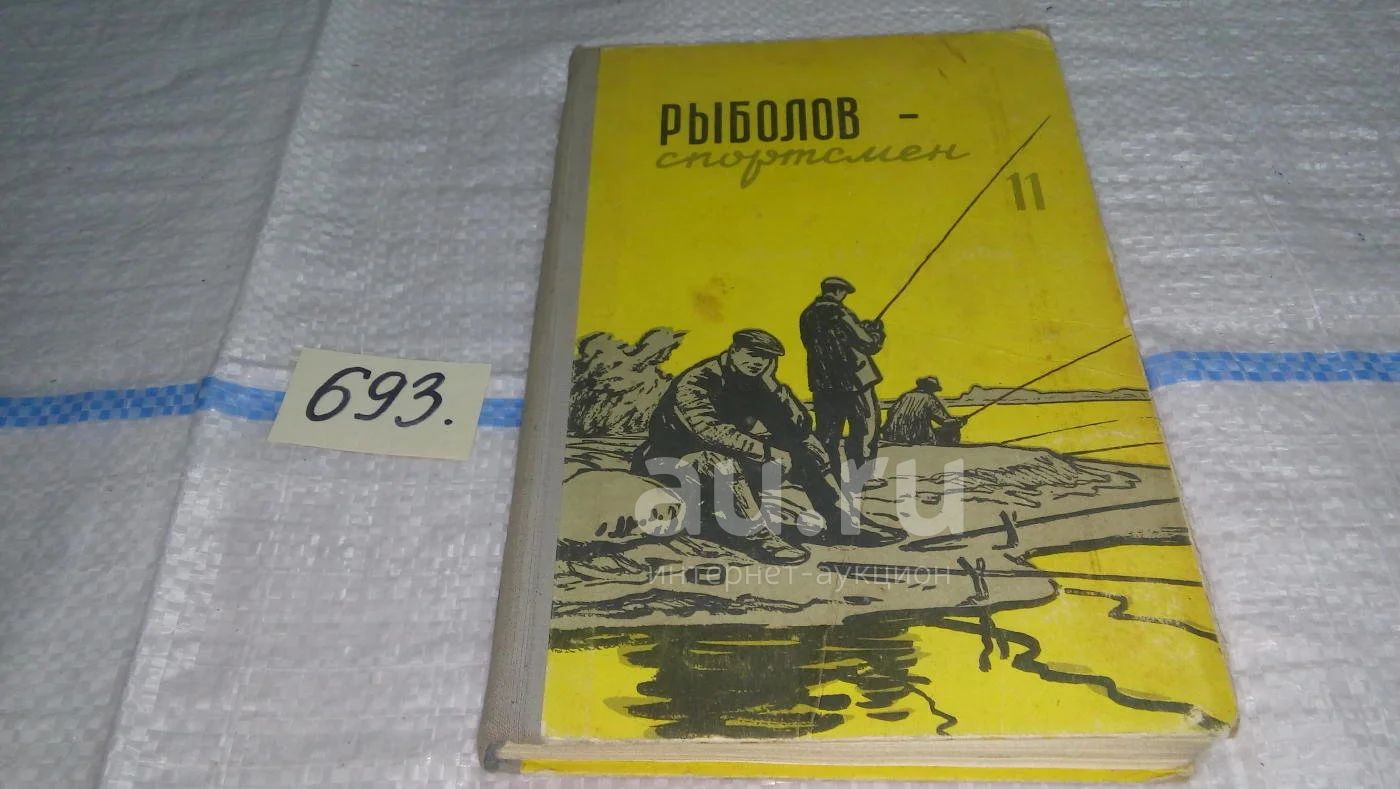 РЫБОЛОВ -
спортсмен
11
693.
au.ru
интернет-аукцион